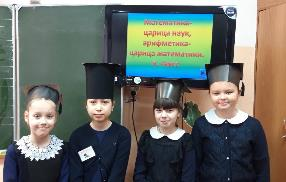 Математика-
царица наук,
арифметика-
царица математики.
К. Гаусс